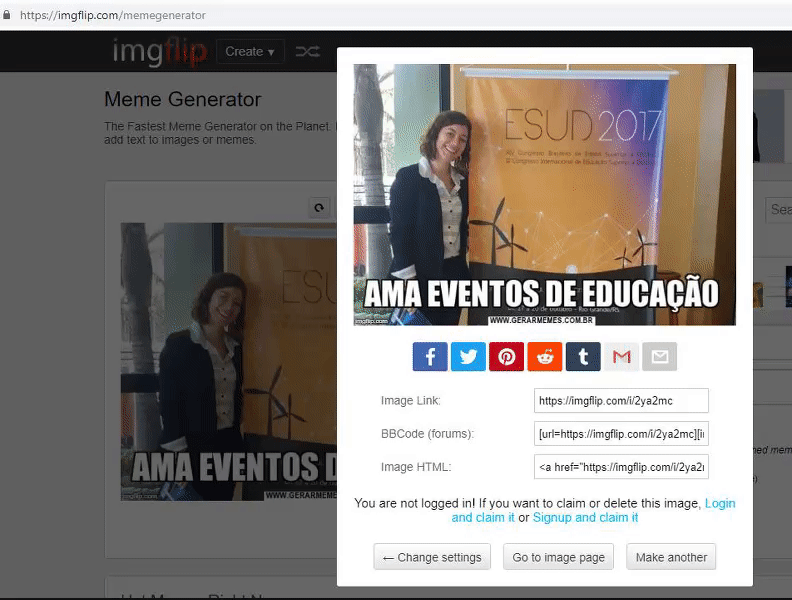 https://imgflip.com/memegenerator
imgflip
Create ▾
Meme Generator
The Fastest Meme Generator on the Planet.
add text to images or memes.
ESUD 2017
AMA EVENTOS DE EDUCAÇÃO
imgflip.com
WWW.GERARMEMES.COM.BR
Sea
AMA EVENTOS D
imgflip.com
WWW.GERARMEMES
Image Link:
https://imgflip.com/i/2ya2mc
BBCode (forums):
[url=https://imgflip.com/i/2ya2mc][i
Image HTML:
<a href="https://imgflip.com/i/2ya2
You are not logged in! If you want to claim or delete this image, Login
and claim it or Signup and claim it
← Change settings
Go to image page
Make another